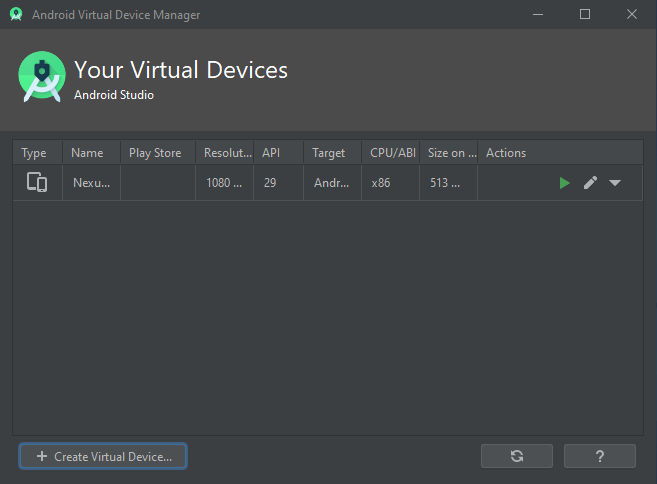 Android Virtual Device Manager
Your Virtual Devices
Android Studio
Type Name Play Store Resolut... API Target CPU/ABI Size on ... Actions
Nexu... 1080 ... 29 Andr... x86 513 ...
+ Create Virtual Device...
?